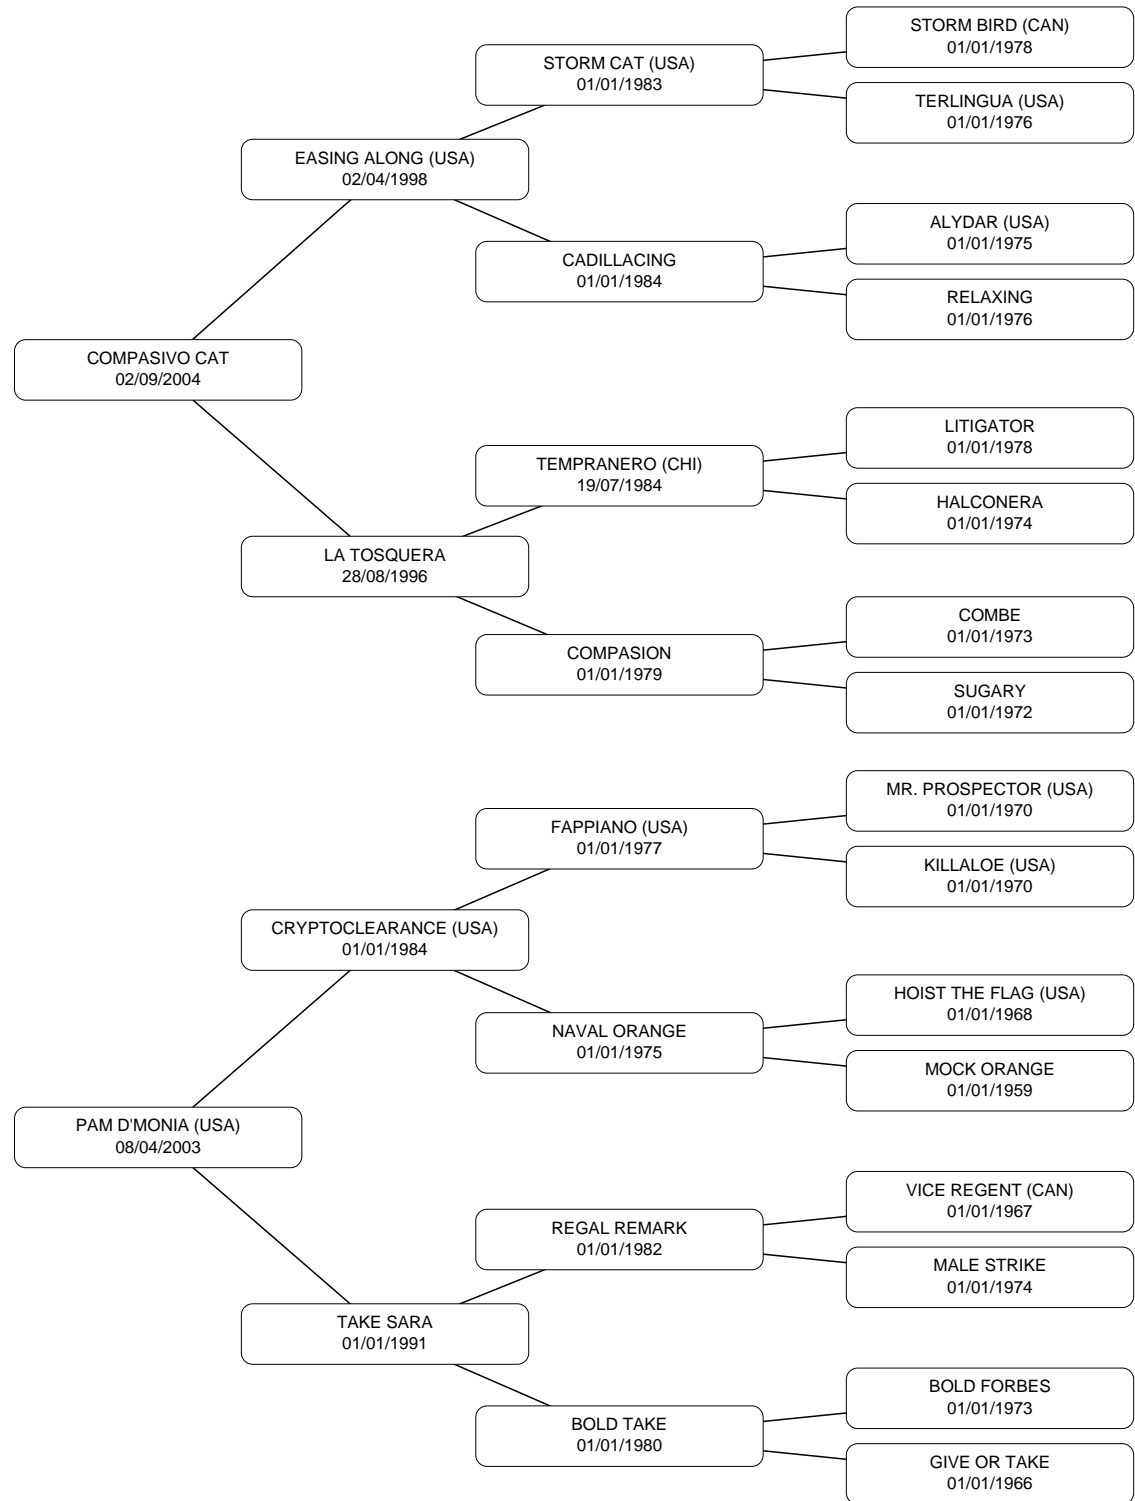 STORM BIRD (CAN)
01/01/1978
STORM CAT (USA)
01/01/1983
TERLINGUA (USA)
01/01/1976
EASING ALONG (USA)
02/04/1998
ALYDAR (USA)
01/01/1975
CADILLACING
01/01/1984
RELAXING
01/01/1976
COMPASIVO CAT
02/09/2004
LITIGATOR
01/01/1978
TEMPRANERO (CHI)
19/07/1984
HALCONERA
01/01/1974
LA TOSQUERA
28/08/1996
COMBE
01/01/1973
COMPASION
01/01/1979
SUGARY
01/01/1972
MR. PROSPECTOR (USA)
01/01/1970
FAPPIANO (USA)
01/01/1977
KILLALOE (USA)
01/01/1970
CRYPTOCLEARANCE (USA)
01/01/1984
HOIST THE FLAG (USA)
01/01/1968
NAVAL ORANGE
01/01/1975
MOCK ORANGE
01/01/1959
PAM D'MONIA (USA)
08/04/2003
VICE REGENT (CAN)
01/01/1967
REGAL REMARK
01/01/1982
MALE STRIKE
01/01/1974
TAKE SARA
01/01/1991
BOLD FORBES
01/01/1973
BOLD TAKE
01/01/1980
GIVE OR TAKE
01/01/1966